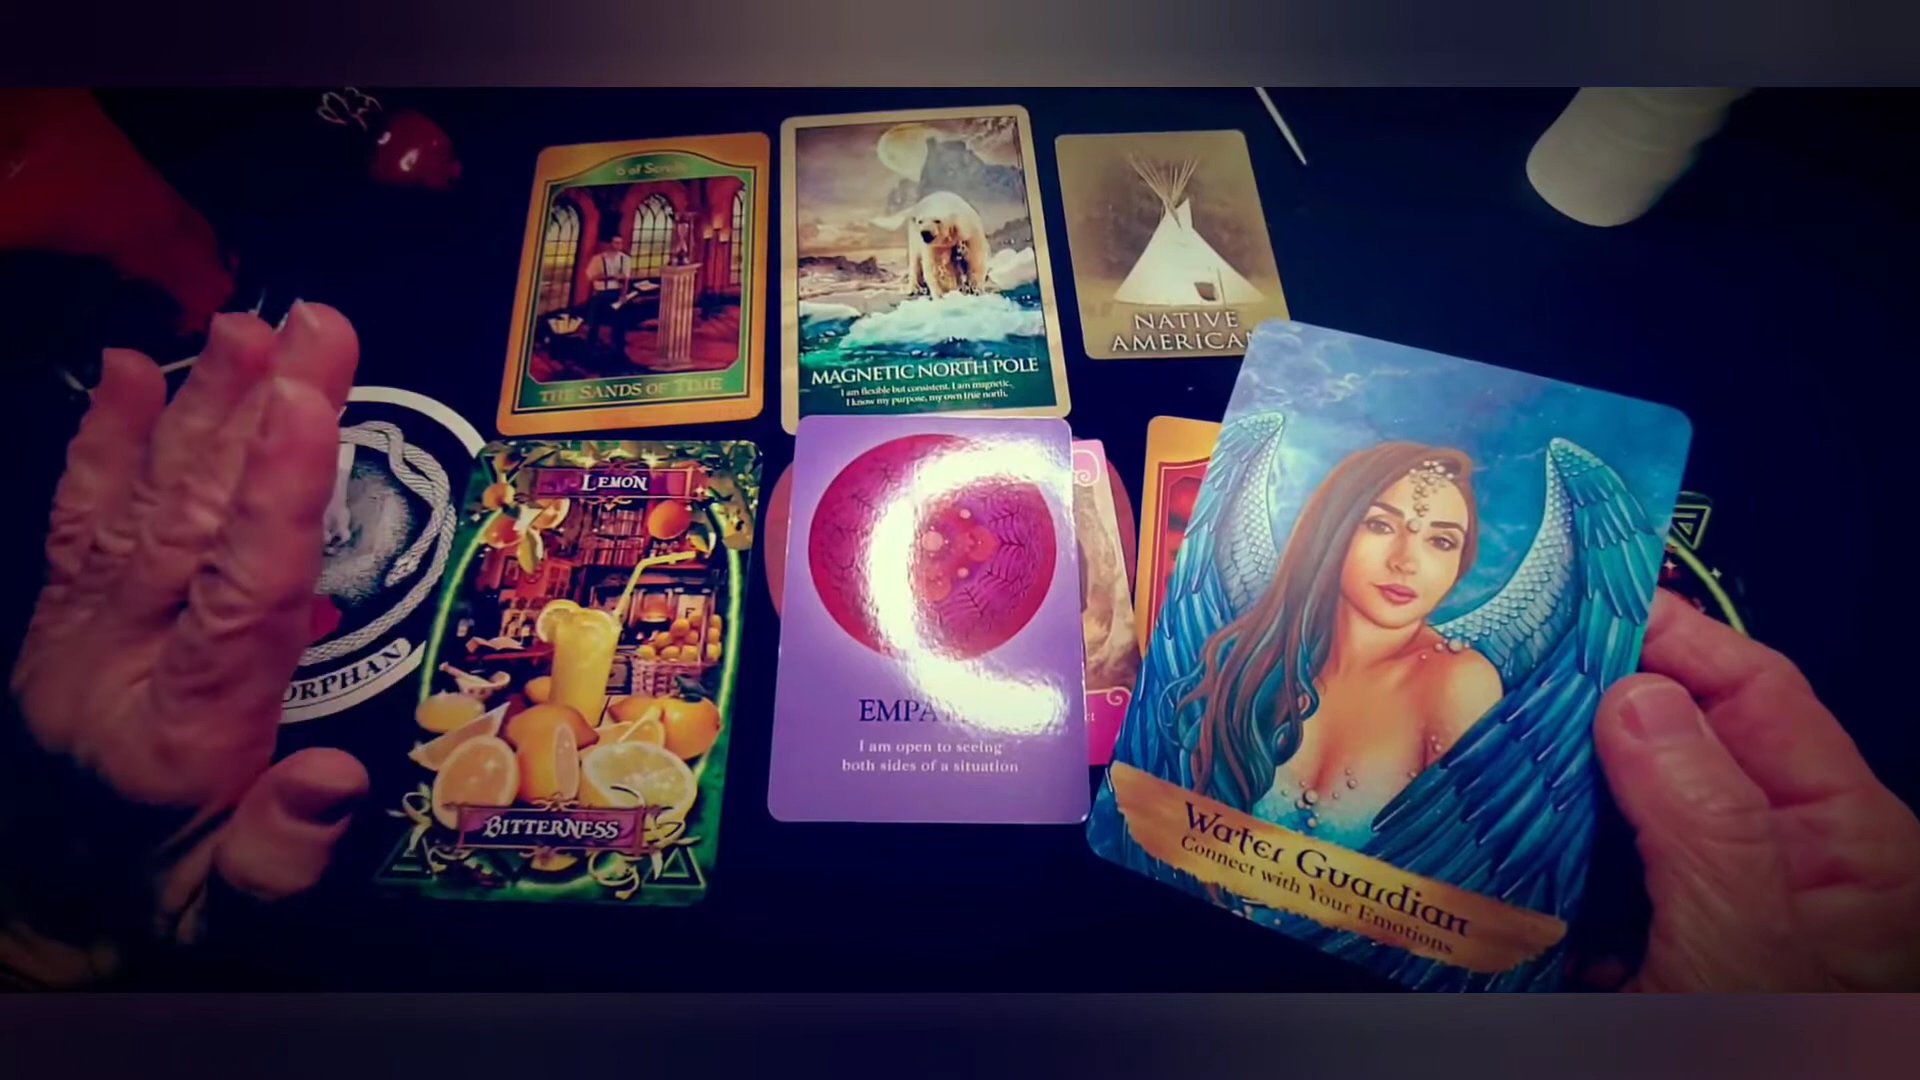 6 of Scrolls
THE SANDS OF TIME
MAGNETIC NORTH POLE
I am flexible but consistent. I am magnetic.
I know my purpose, my own true north.
NATIVE
AMERICAN
ORPHAN
LEMON
BITTERNESS
I am open to seeing
both sides of a situation
Water Guardian
Connect with Your Emotions